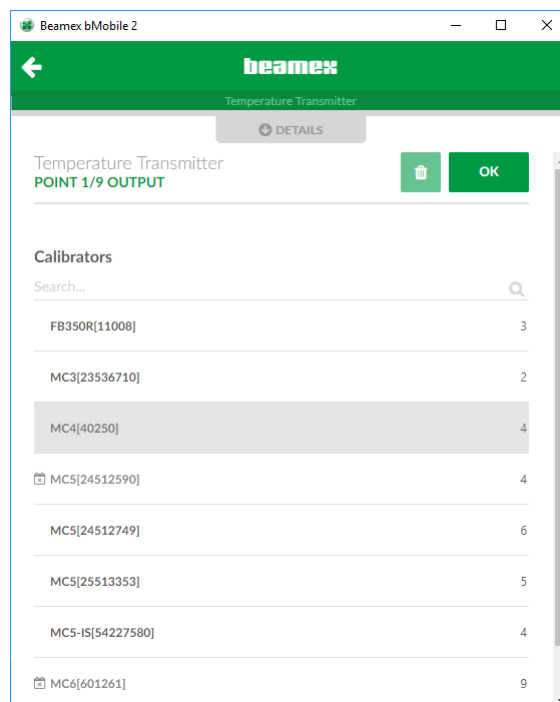 Beamex bMobile 2
beamex
Temperature Transmitter
DETAILS
Temperature Transmitter
POINT 1/9 OUTPUT
OK
Calibrators
Search...
FB350R[11008] 3
MC3[23536710] 2
MC4[40250] 4
MC5[24512590] 4
MC5[24512749] 6
MC5[25513353] 5
MC5-IS[54227580] 4
MC6[601261] 9